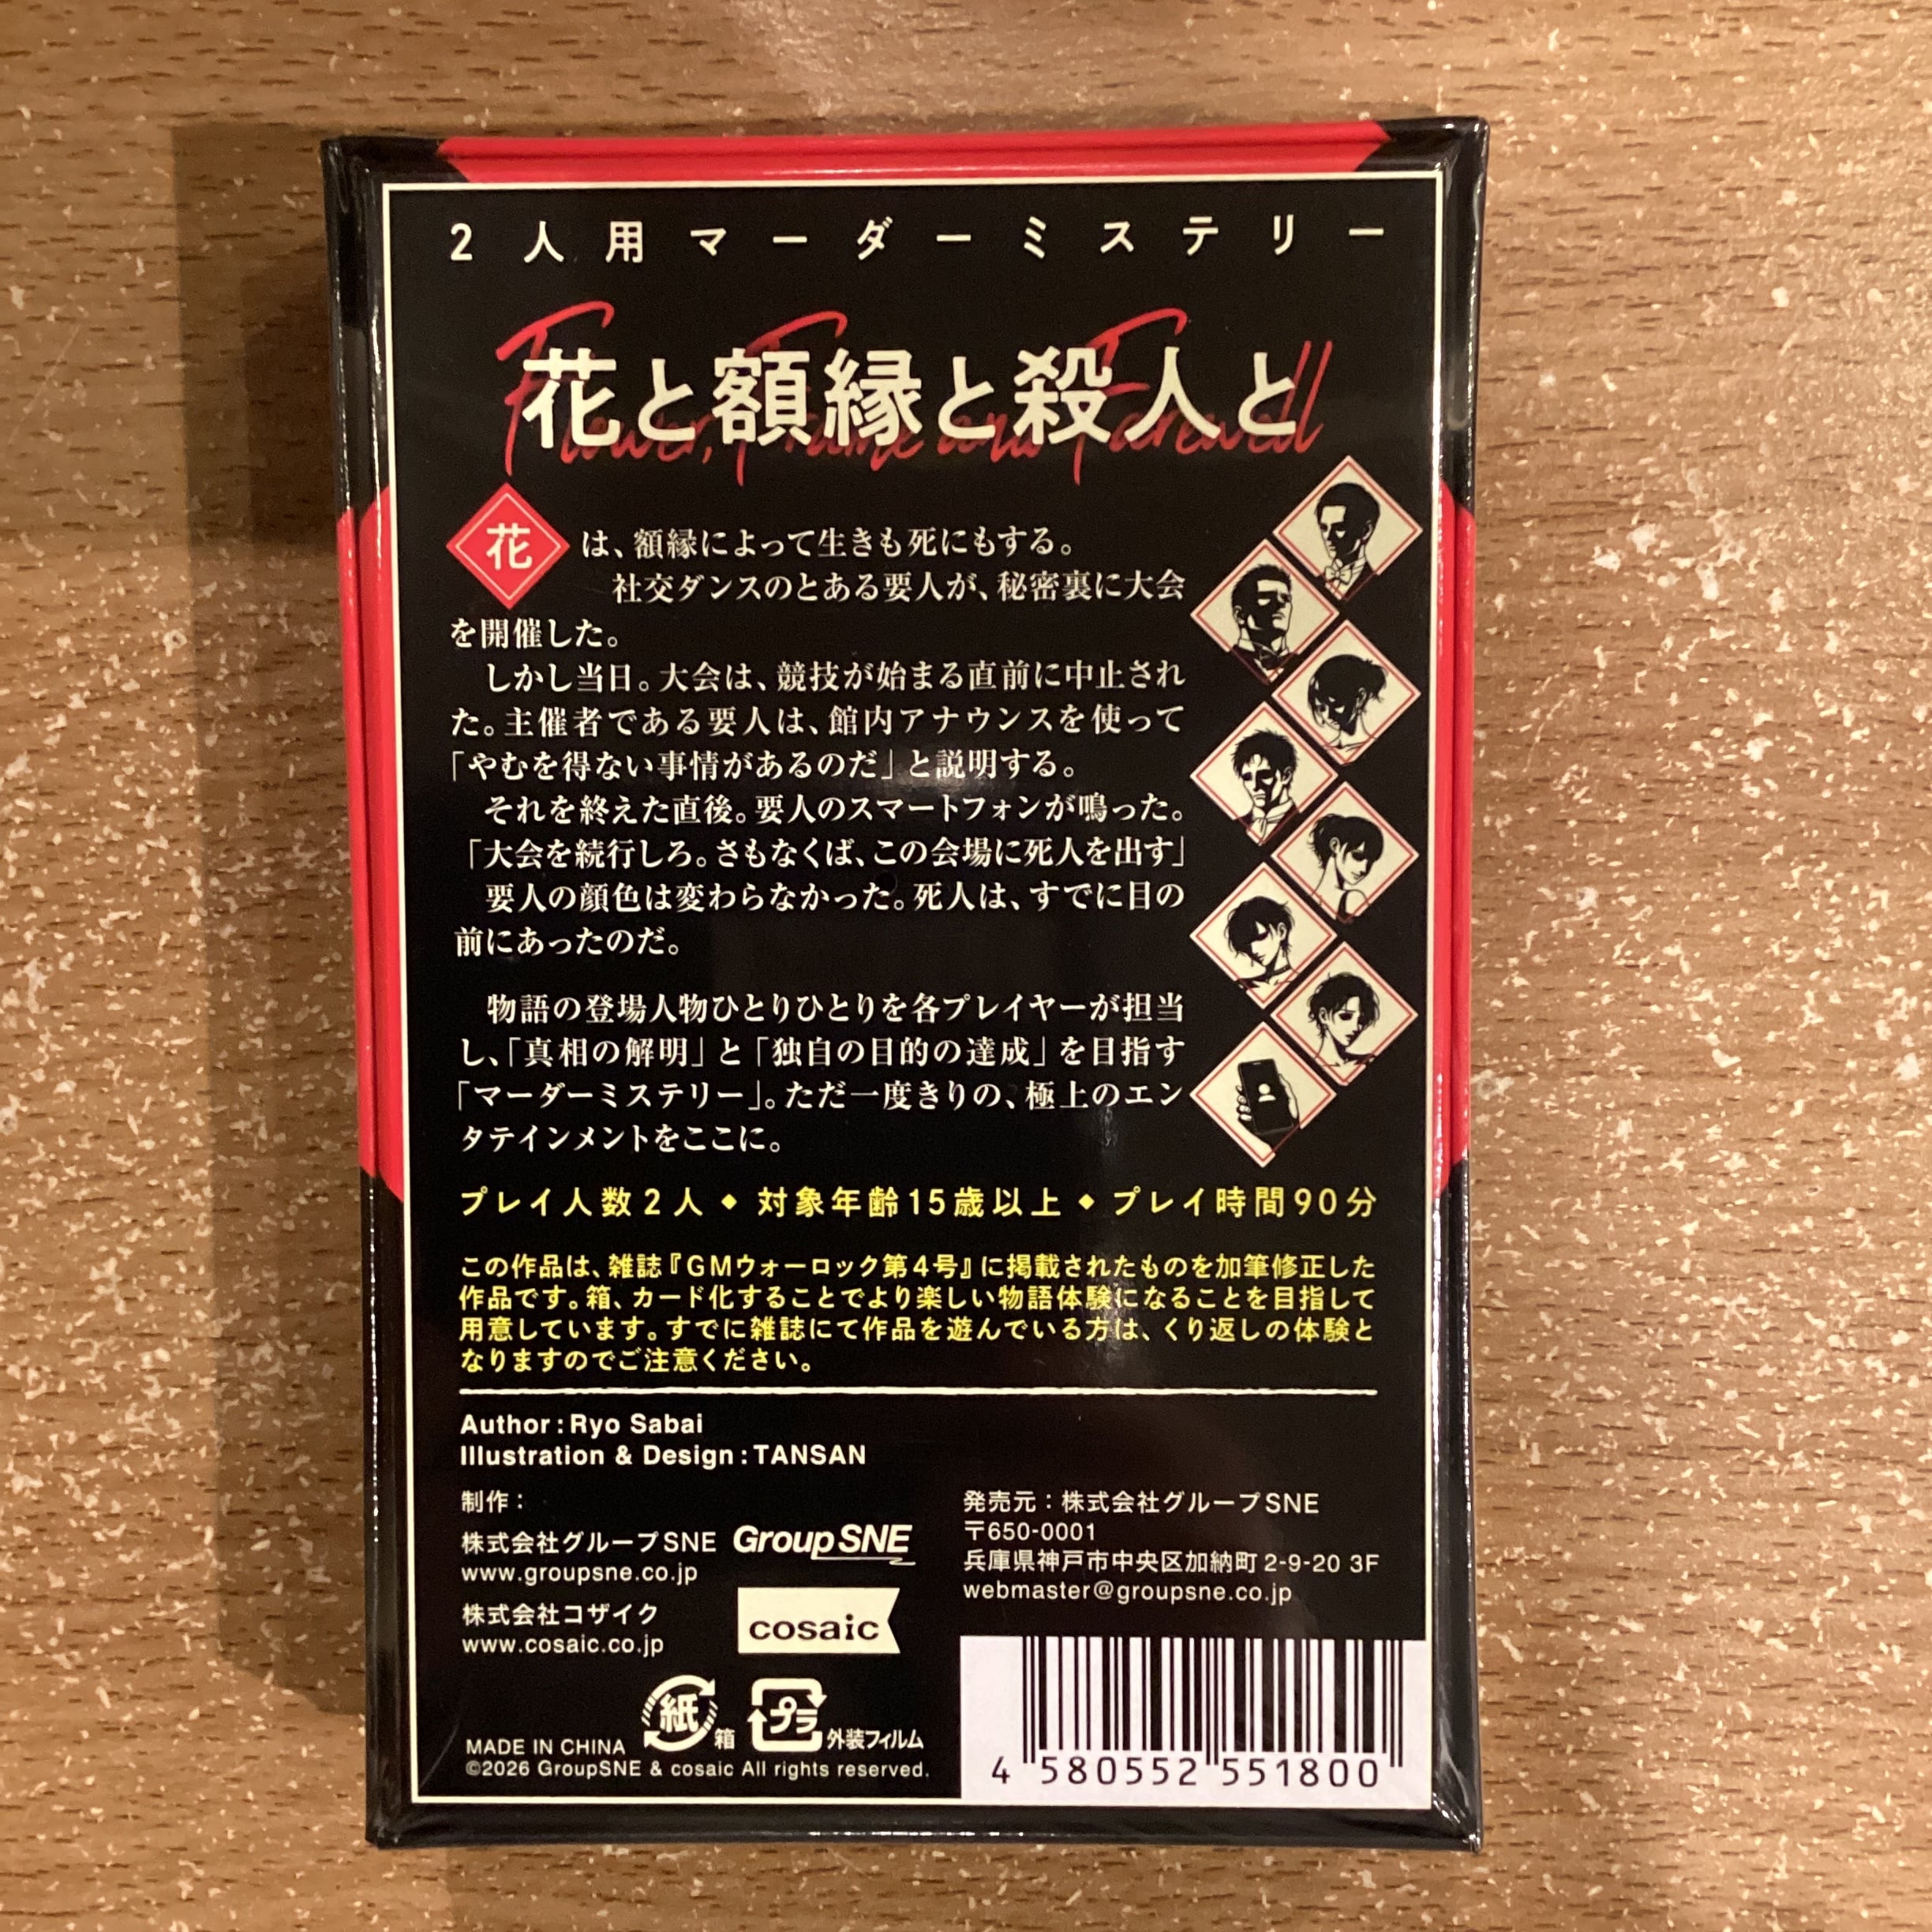 2人用マーダーミステリー
花と額縁と殺人と
Flower, Frame and Farewell
花は、額縁によって生きも死にもする。
社交ダンスのとある要人が、秘密裏に大会
を開催した。
しかし当日。大会は、競技が始まる直前に中止され
た。主催者である要人は、館内アナウンスを使って
「やむを得ない事情があるのだ」と説明する。
それを終えた直後。要人のスマートフォンが鳴った。
「大会を続行しろ。さもなくば、この会場に死人を出す」
要人の顔色は変わらなかった。死人は、すでに目の
前にあったのだ。
物語の登場人物ひとりひとりを各プレイヤーが担当
し、「真相の解明」と「独自の目的の達成」を目指す
「マーダーミステリー」。ただ一度きりの、極上のエン
タテインメントをここに。
プレイ人数2人◆対象年齢15歳以上◆プレイ時間90分
この作品は、雑誌『GMウォーロック第4号』に掲載されたものを加筆修正した
作品です。箱、カード化することでより楽しい物語体験になることを目指して
用意しています。すでに雑誌にて作品を遊んでいる方は、くり返しの体験と
なりますのでご注意ください。
Author:Ryo Sabai
Illustration & Design:TANSAN
制作:
株式会社グループSNE
GroupSNE
www.groupsne.co.jp
株式会社コザイク
www.cosaic.co.jp
cosaic
発売元:株式会社グループSNE
〒650-0001
兵庫県神戸市中央区加納町2-9-20 3F
webmaster@groupsne.co.jp
紙 箱
プラ 外装フィルム
MADE IN CHINA
©2026 GroupSNE & cosaic All rights reserved.
4 580552 551800